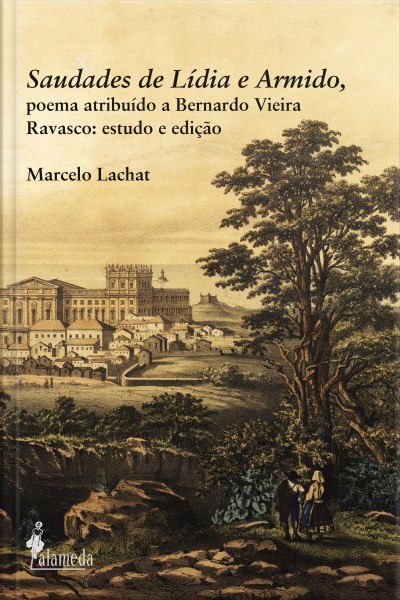 Saudades de Lídia e Armido,
poema atribuído a Bernardo Vieira
Ravasco: estudo e edição
Marcelo Lachat
alameda